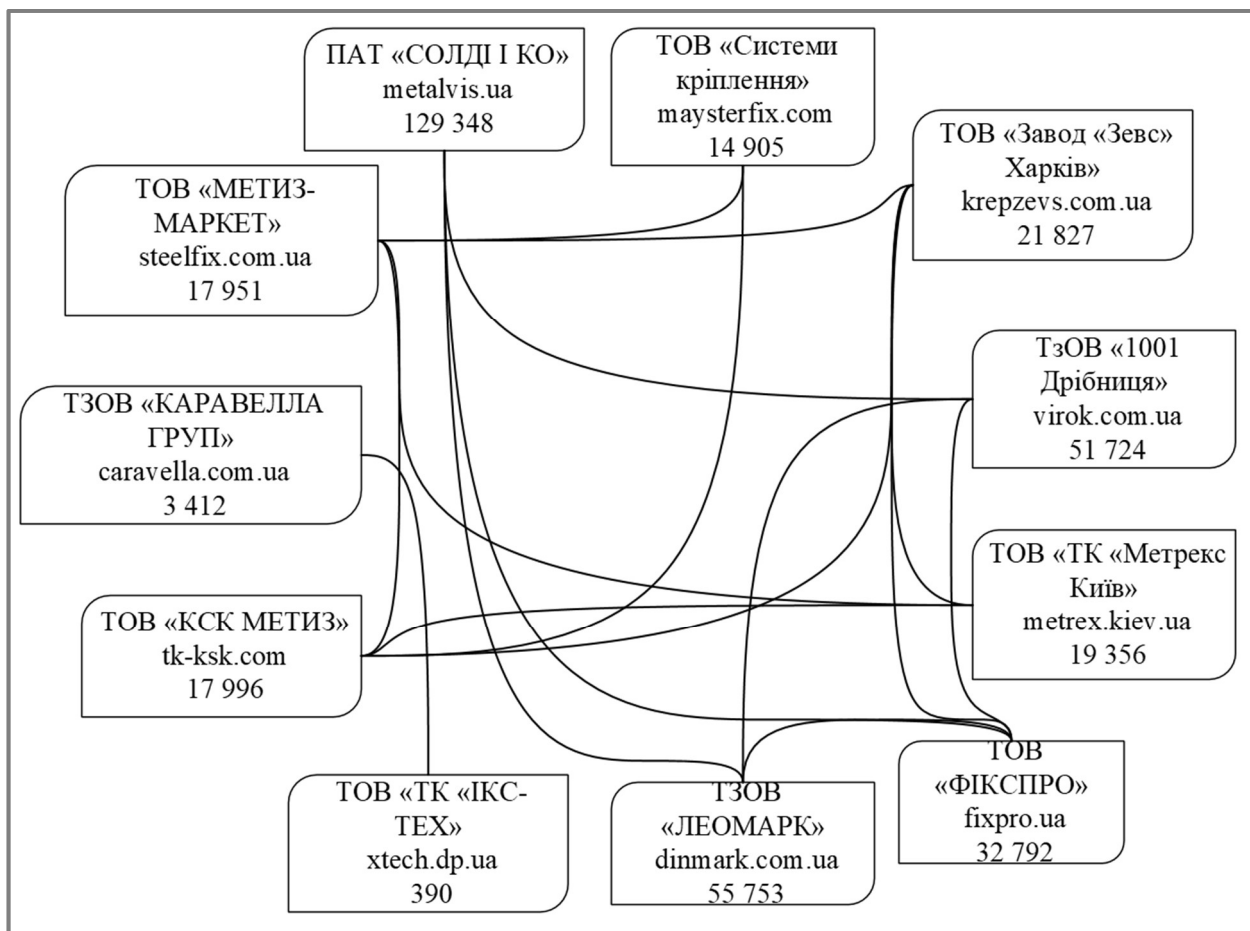 ПАТ «СОЛДІ І КО»
metalvis.ua
129 348
ТОВ «Системи
кріплення»
maysterfix.com
14 905
ТОВ «Завод «Зевс»
Харків»
krepzevs.com.ua
21 827
ТОВ «МЕТИЗ-
МАРКЕТ»
steelfix.com.ua
17 951
ТзОВ «1001
Дрібниця»
virok.com.ua
51 724
ТЗОВ «КАРАВЕЛЛА
ГРУП»
caravella.com.ua
3 412
ТОВ «ТК «Метрекс
Київ»
metrex.kiev.ua
19 356
ТОВ «КСК МЕТИЗ»
tk-ksk.com
17 996
ТОВ «ТК «ІКС-
ТЕХ»
xtech.dp.ua
390
ТЗОВ
«ЛЕОМАРК»
dinmark.com.ua
55 753
ТОВ
«ФІКСПРО»
fixpro.ua
32 792